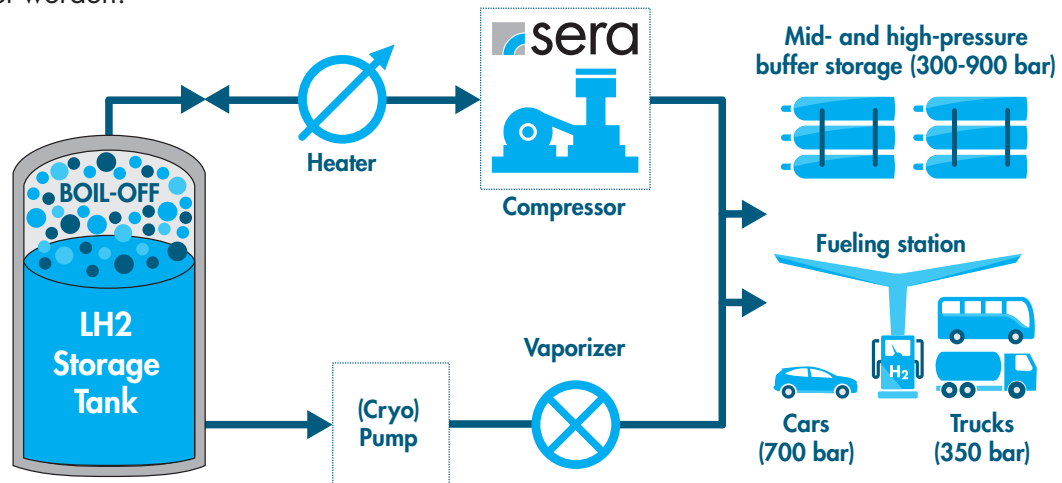 sera
Mid- and high-pressure
buffer storage (300-900 bar)
Heater
BOIL-OFF
Compressor
Fueling station
LH2
Storage
Tank
Vaporizer
(Cryo)
Pump
H2
Cars
(700 bar)
Trucks
(350 bar)